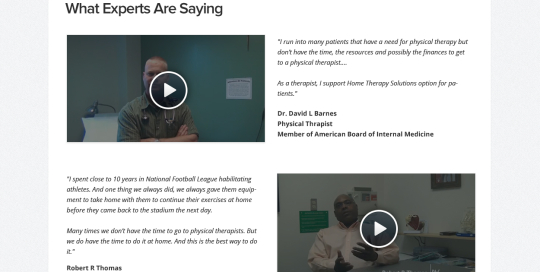 What Experts Are Saying
"I run into many patients that have a need for physical therapy but
don't have the time, the resources and possibly the finances to get
to a physical therapist....
As a therapist, I support Home Therapy Solutions option for pa-
tients."
Dr. David L Barnes
Physical Thrapist
Member of American Board of Internal Medicine
"I spent close to 10 years in National Football League habilitating
athletes. And one thing we always did, we always gave them equip-
ment to take home with them to continue their exercises at home
before they came back to the stadium the next day.
Many times we don't have the time to go to physical therapists. But
we do have the time to do it at home. And this is the best way to do
it."
Robert R Thomas